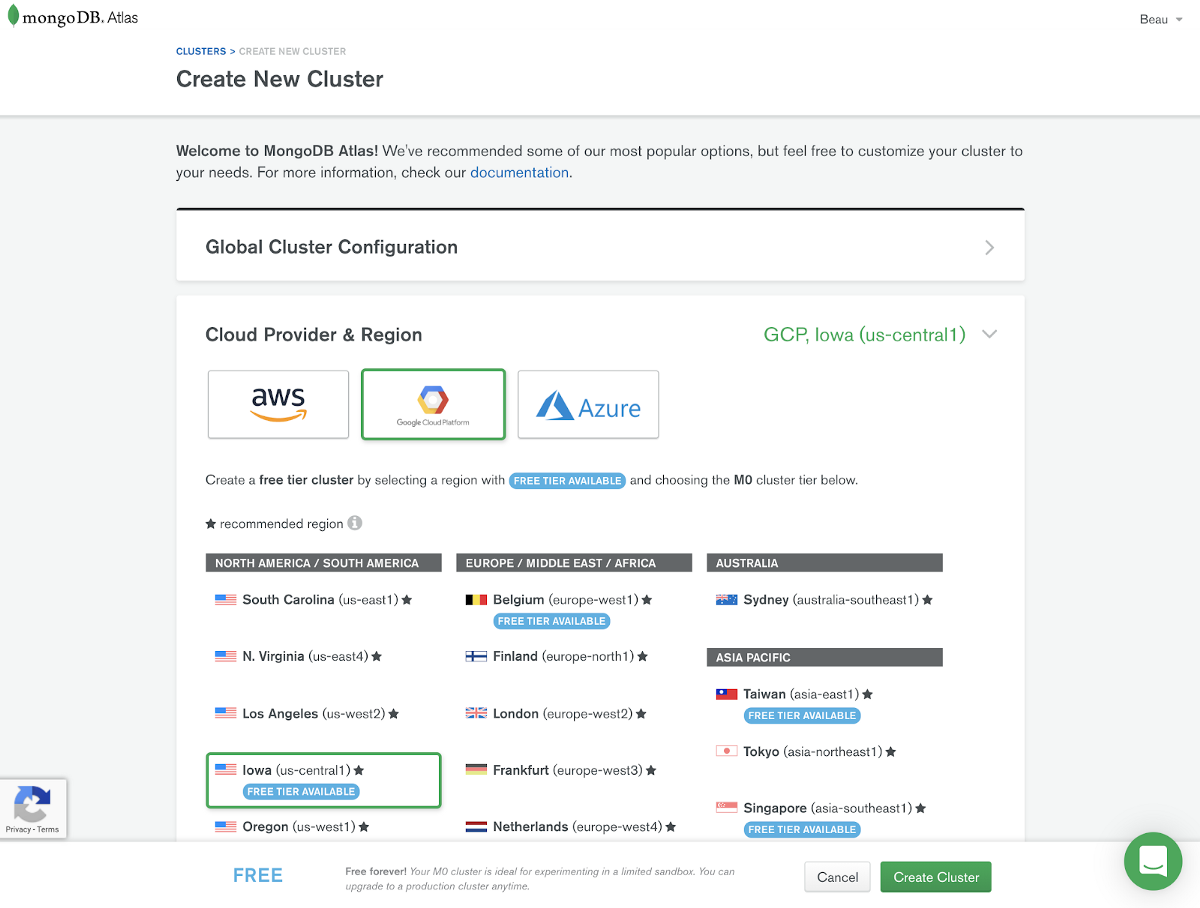 mongoDB. Atlas
Beau
CLUSTERS > CREATE NEW CLUSTER
Create New Cluster
Welcome to MongoDB Atlas! We've recommended some of our most popular options, but feel free to customize your cluster to
your needs. For more information, check our documentation.
Global Cluster Configuration
Cloud Provider & Region
GCP, Iowa (us-central1)
aws
Google Cloud Platform
Azure
Create a free tier cluster by selecting a region with FREE TIER AVAILABLE and choosing the M0 cluster tier below.
★ recommended region i
NORTH AMERICA / SOUTH AMERICA
South Carolina (us-east1) ★
N. Virginia (us-east4) ★
Los Angeles (us-west2) ★
Iowa (us-central1) ★
FREE TIER AVAILABLE
Oregon (us-west1) ★
EUROPE / MIDDLE EAST / AFRICA
Belgium (europe-west1) ★
FREE TIER AVAILABLE
Finland (europe-north1) ★
London (europe-west2) ★
Frankfurt (europe-west3) ★
Netherlands (europe-west4) ★
AUSTRALIA
Sydney (australia-southeast1) ★
ASIA PACIFIC
Taiwan (asia-east1) ★
FREE TIER AVAILABLE
Tokyo (asia-northeast1) ★
Singapore (asia-southeast1) ★
FREE TIER AVAILABLE
Privacy - Terms
FREE
Free forever! Your M0 cluster is ideal for experimenting in a limited sandbox. You can
upgrade to a production cluster anytime.
Cancel
Create Cluster